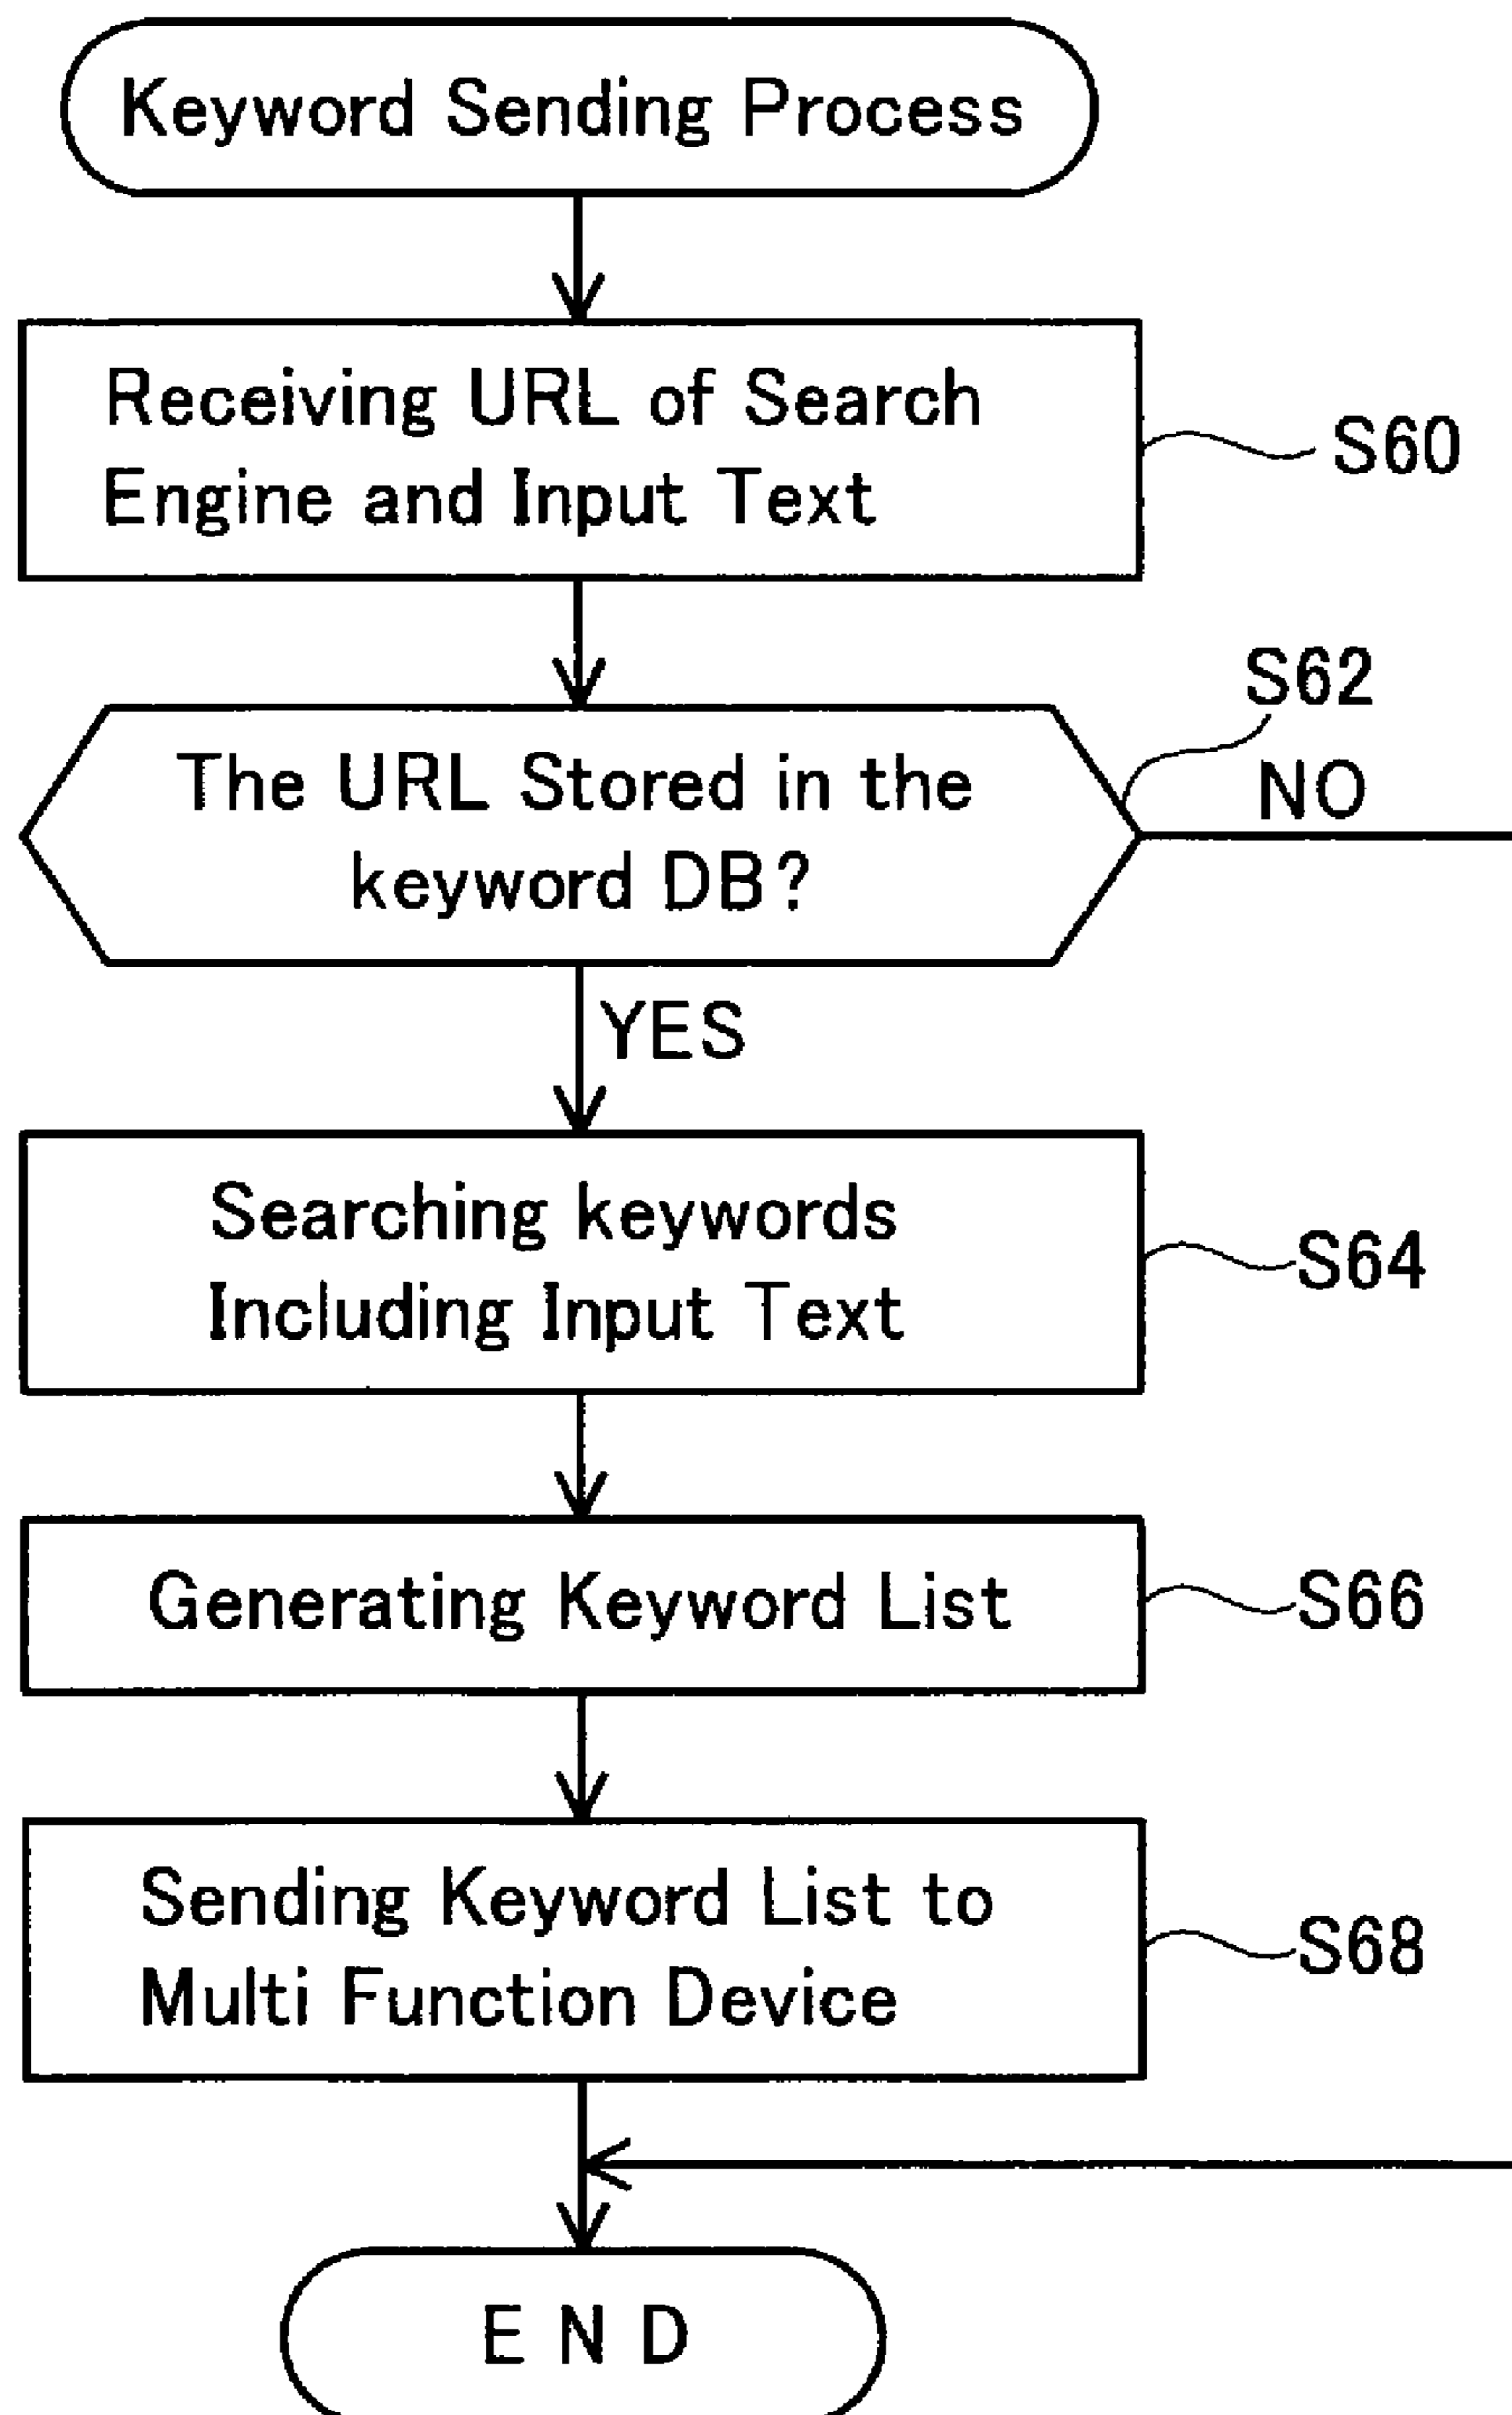 Keyword Sending Process
Receiving URL of Search
Engine and Input Text
S60
S62
The URL Stored in the
keyword DB?
NO
YES
Searching keywords
Including Input Text
S64
Generating Keyword List
S66
Sending Keyword List to
Multi Function Device
S68
END